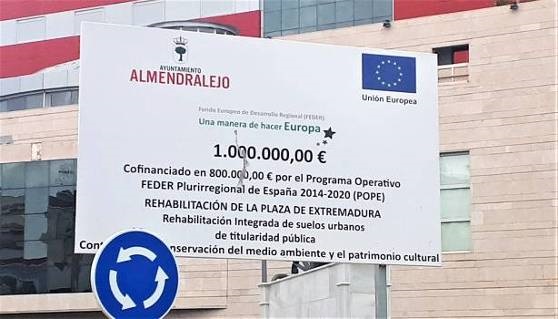 AYUNTAMIENTO
ALMENDRALEJO
Unión Europea
Fondo Europeo de Desarrollo Regional (FEDER)
Una manera de hacer Europa
1.000.000,00 €
Cofinanciado en 800.000,00 € por el Programa Operativo
FEDER Plurirregional de España 2014-2020 (POPE)
REHABILITACIÓN DE LA PLAZA DE EXTREMADURA
Rehabilitación Integrada de suelos urbanos
de titularidad pública
conservación del medio ambiente y el patrimonio cultural